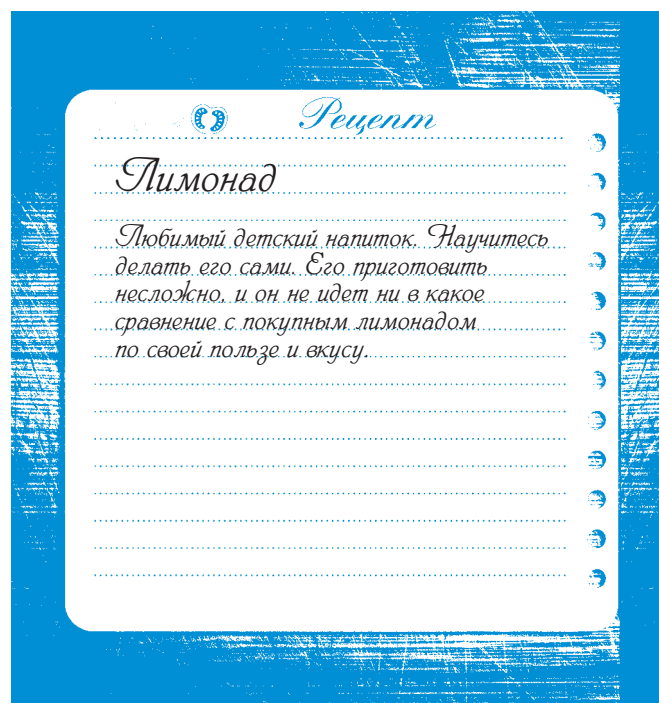 Рецепт
Лимонад
Любимый детский напиток. Научитесь
делать его сами. Его приготовить
несложно, и он не идет ни в какое
сравнение с покупным лимонадом
по своей пользе и вкусу.